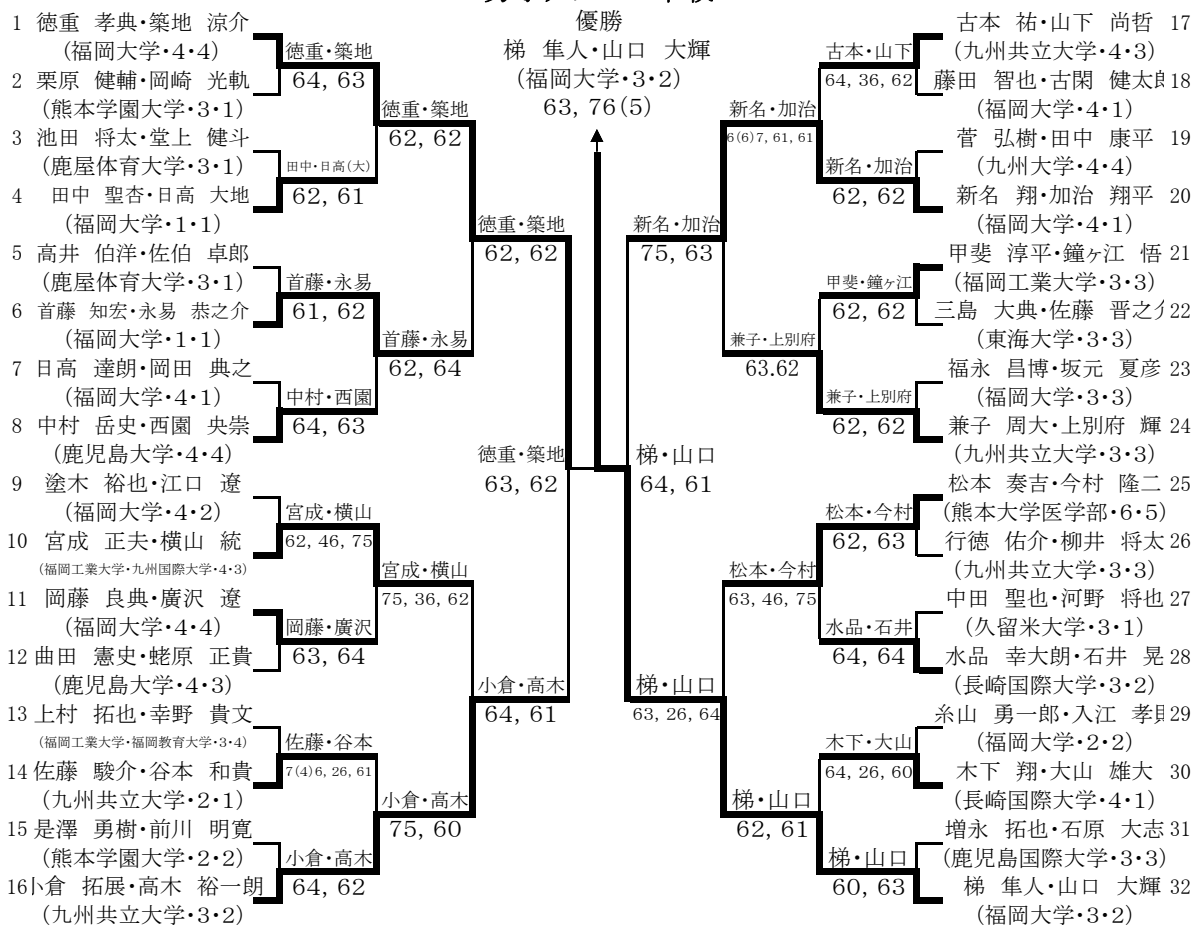 優勝
梯 隼人・山口 大輝
(福岡大学・3・2)
63, 76(5)
1 徳重 孝典・築地 涼介
(福岡大学・4・4)
徳重・築地
64, 63
2 栗原 健輔・岡崎 光軌
(熊本学園大学・3・1)
徳重・築地
62, 62
3 池田 将太・堂上 健斗
(鹿屋体育大学・3・1)
田中・日高(大)
62, 61
4 田中 聖杏・日高 大地
(福岡大学・1・1)
徳重・築地
62, 62
5 高井 伯洋・佐伯 卓郎
(鹿屋体育大学・3・1)
首藤・永易
61, 62
6 首藤 知宏・永易 恭之介
(福岡大学・1・1)
首藤・永易
62, 64
7 日高 達朗・岡田 典之
(福岡大学・4・1)
中村・西園
64, 63
8 中村 岳史・西園 央崇
(鹿児島大学・4・4)
徳重・築地
63, 62
9 塗木 裕也・江口 遼
(福岡大学・4・2)
宮成・横山
62, 46, 75
10 宮成 正夫・横山 統
(福岡工業大学・九州国際大学・4・3)
宮成・横山
75, 36, 62
11 岡藤 良典・廣沢 遼
(福岡大学・4・4)
岡藤・廣沢
63, 64
12 曲田 憲史・蛯原 正貴
(鹿児島大学・4・3)
小倉・高木
64, 61
13 上村 拓也・幸野 貴文
(福岡工業大学・福岡教育大学・3・4)
佐藤・谷本
7(4)6, 26, 61
14 佐藤 駿介・谷本 和貴
(九州共立大学・2・1)
小倉・高木
75, 60
15 是澤 勇樹・前川 明寛
(熊本学園大学・2・2)
小倉・高木
64, 62
16 小倉 拓展・高木 裕一朗
(九州共立大学・3・2)
古本 祐・山下 尚哲 17
(九州共立大学・4・3)
古本・山下
64, 36, 62
藤田 智也・古閑 健太 18
(福岡大学・4・1)
新名・加治
6(6)7, 61, 61
菅 弘樹・田中 康平 19
(九州大学・4・4)
新名・加治
62, 62
新名 翔・加治 翔平 20
(福岡大学・4・1)
新名・加治
75, 63
甲斐 淳平・鐘ヶ江 悟 21
(福岡工業大学・3・3)
甲斐・鐘ヶ江
62, 62
三島 大典・佐藤 晋之 22
(東海大学・3・3)
兼子・上別府
63.62
福永 昌博・坂元 夏彦 23
(福岡大学・3・3)
兼子・上別府
62, 62
兼子 周大・上別府 輝 24
(九州共立大学・3・3)
梯・山口
64, 61
松本 奏吉・今村 隆二 25
(熊本大学医学部・6・5)
松本・今村
62, 63
行徳 佑介・柳井 将太 26
(九州共立大学・3・3)
松本・今村
63, 46, 75
中田 聖也・河野 将也 27
(久留米大学・3・1)
水品・石井
64, 64
水品 幸大朗・石井 晃 28
(長崎国際大学・3・2)
梯・山口
63, 26, 64
糸山 勇一郎・入江 29
(福岡大学・2・2)
木下・大山
64, 26, 60
木下 翔・大山 雄大 30
(長崎国際大学・4・1)
梯・山口
62, 61
増永 拓也・石原 大志 31
(鹿児島国際大学・3・3)
梯・山口
60, 63
梯 隼人・山口 大輝 32
(福岡大学・3・2)